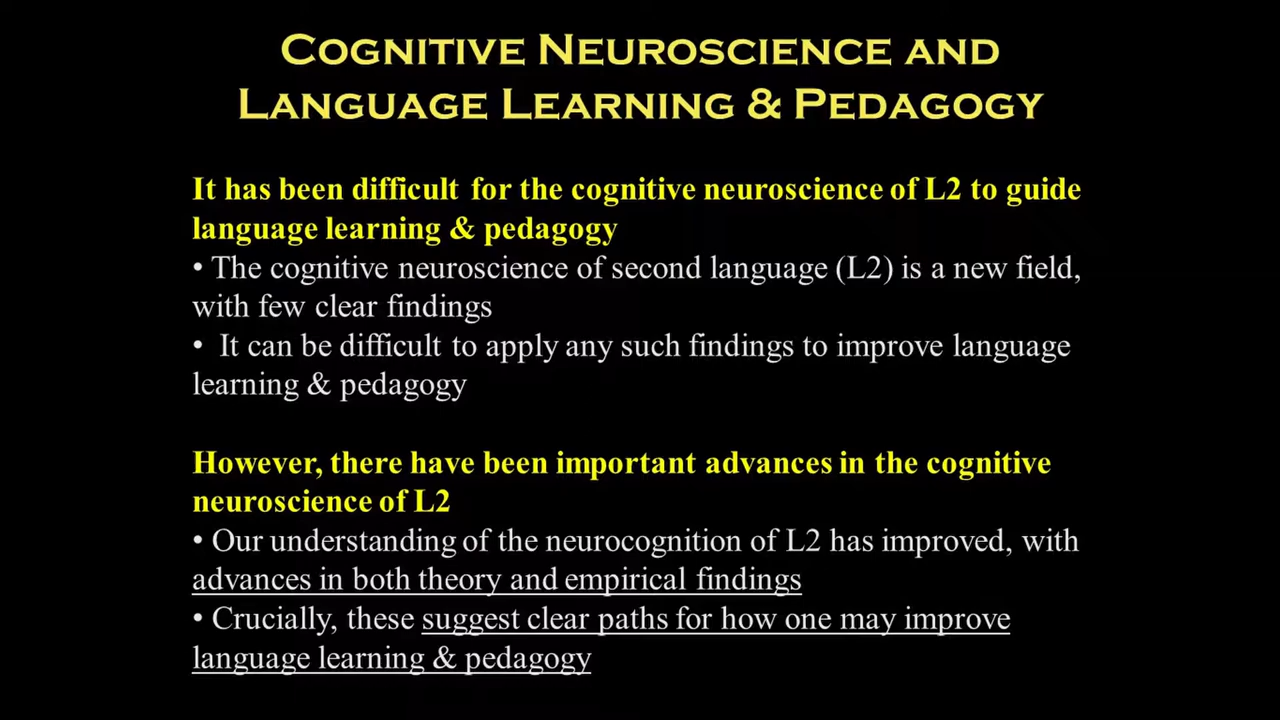 COGNITIVE NEUROSCIENCE AND
LANGUAGE LEARNING & PEDAGOGY
It has been difficult for the cognitive neuroscience of L2 to guide
language learning & pedagogy
• The cognitive neuroscience of second language (L2) is a new field,
with few clear findings
• It can be difficult to apply any such findings to improve language
learning & pedagogy
However, there have been important advances in the cognitive
neuroscience of L2
• Our understanding of the neurocognition of L2 has improved, with
advances in both theory and empirical findings
• Crucially, these suggest clear paths for how one may improve
language learning & pedagogy